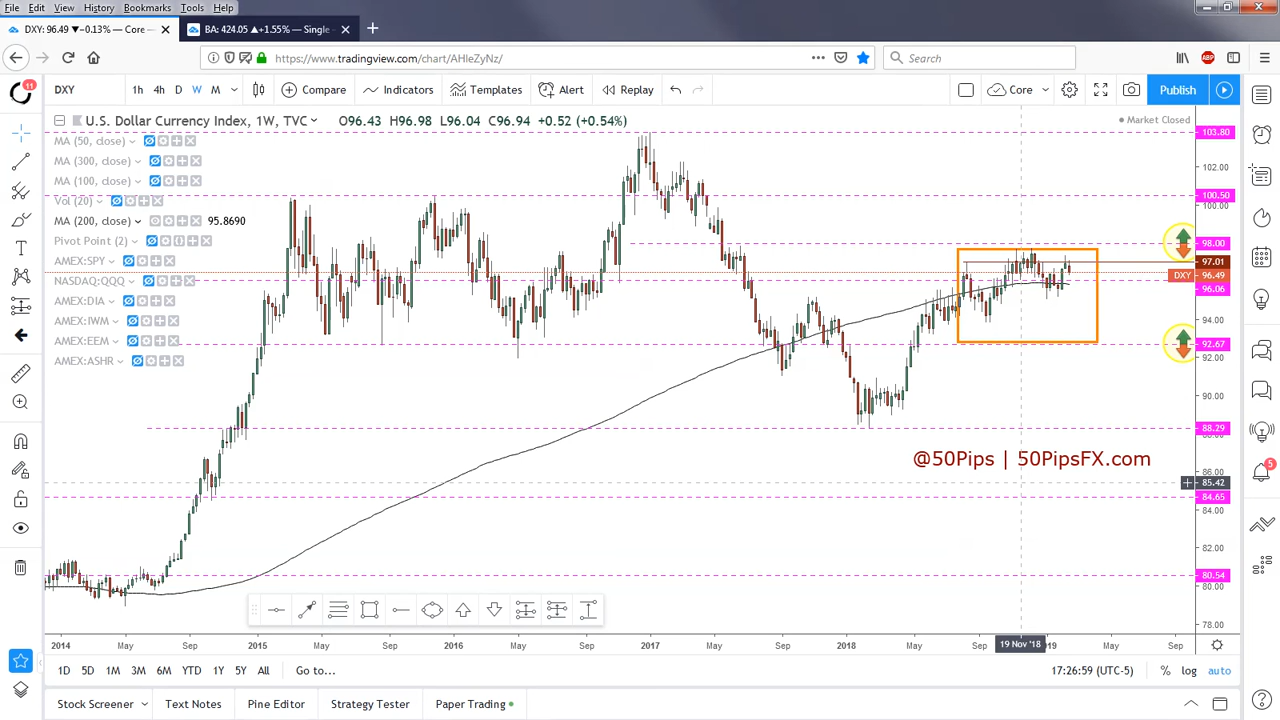 File Edit View History Bookmarks Tools Help
DXY: 96.49 ▼−0.13% — Core —
BA: 424.05 ▲+1.55% — Single
https://www.tradingview.com/chart/AHIeZyNz/
Search
ABP
11
DXY
1h 4h D W M
Compare
Indicators
Templates
Alert
Replay
Core
Publish
U.S. Dollar Currency Index, 1W, TVC
O96.43 H96.98 L96.04 C96.94 +0.52 (+0.54%)
Market Closed
MA (50, close)
MA (300, close)
MA (100, close)
Vol (20)
MA (200, close) 95.8690
Pivot Point (2)
AMEX:SPY
NASDAQ:QQQ
AMEX:DIA
AMEX:IWM
AMEX:EEM
AMEX:ASHR
103.80
102.00
100.50
100.00
98.00
97.01
DXY 96.49
96.06
94.00
92.67
92.00
90.00
88.29
86.00
85.42
84.65
84.00
82.00
80.54
80.00
78.00
@50Pips | 50PipsFX.com
5
2014 May Sep 2015 May Sep 2016 May Sep 2017 May Sep 2018 May Sep 19 Nov '18 019 May Sep
1D 5D 1M 3M 6M YTD 1Y 5Y All Go to...
17:26:59 (UTC-5) % log auto
Stock Screener Text Notes Pine Editor Strategy Tester Paper Trading